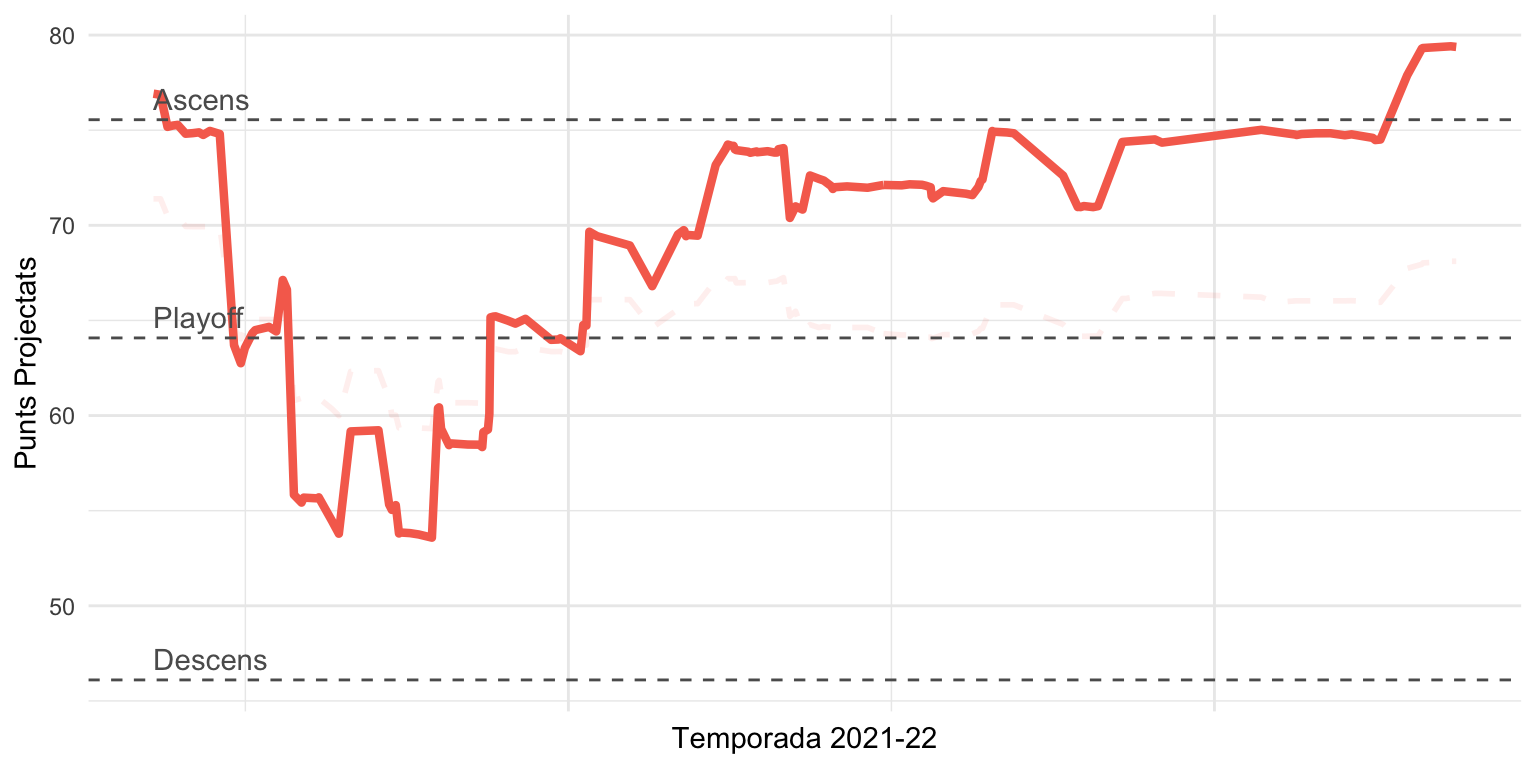 80
Ascens
70
Playoff
60
50
Descens
Punts Projectats
Temporada 2021-22